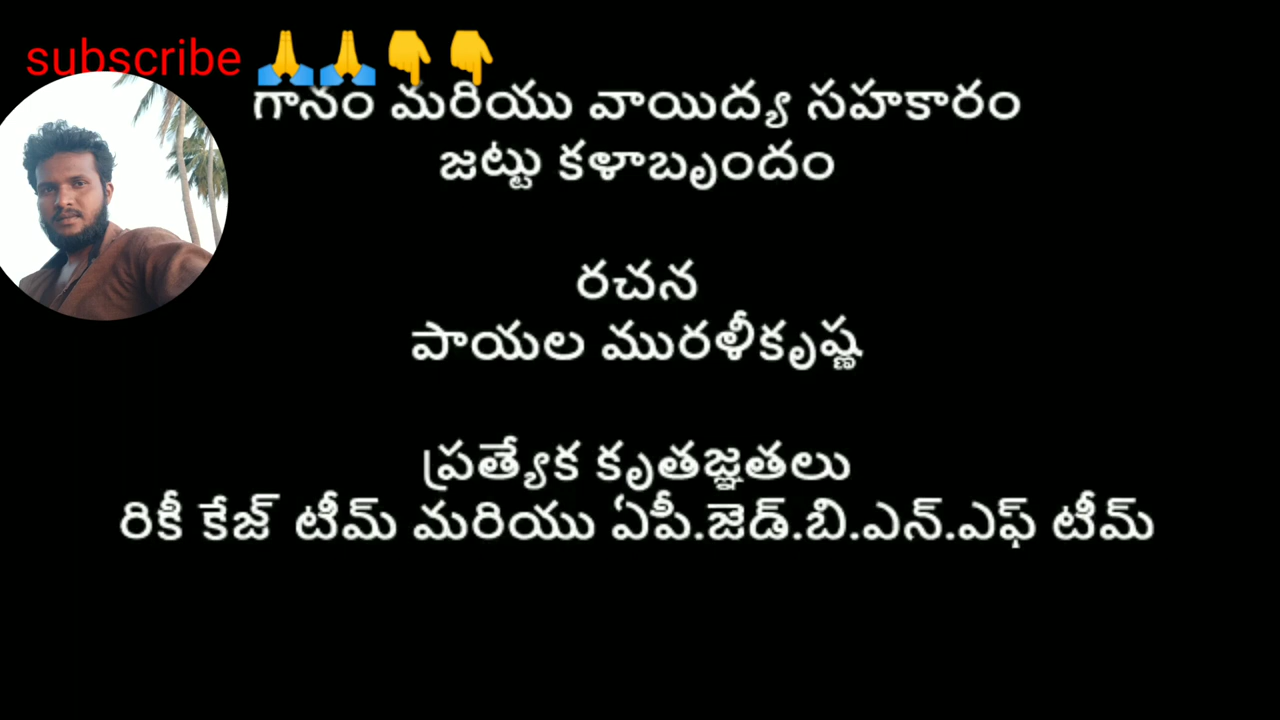 subscribe 🙏🙏👇👇
గానం మరియు వాయిద్య సహకారం
జట్టు కళాబృందం
రచన
పాయల మురళీకృష్ణ
ప్రత్యేక కృతజ్ఞతలు
రికీ కేజ్ టీమ్ మరియు ఏపీ.జెడ్.బి.ఎన్.ఎఫ్ టీమ్